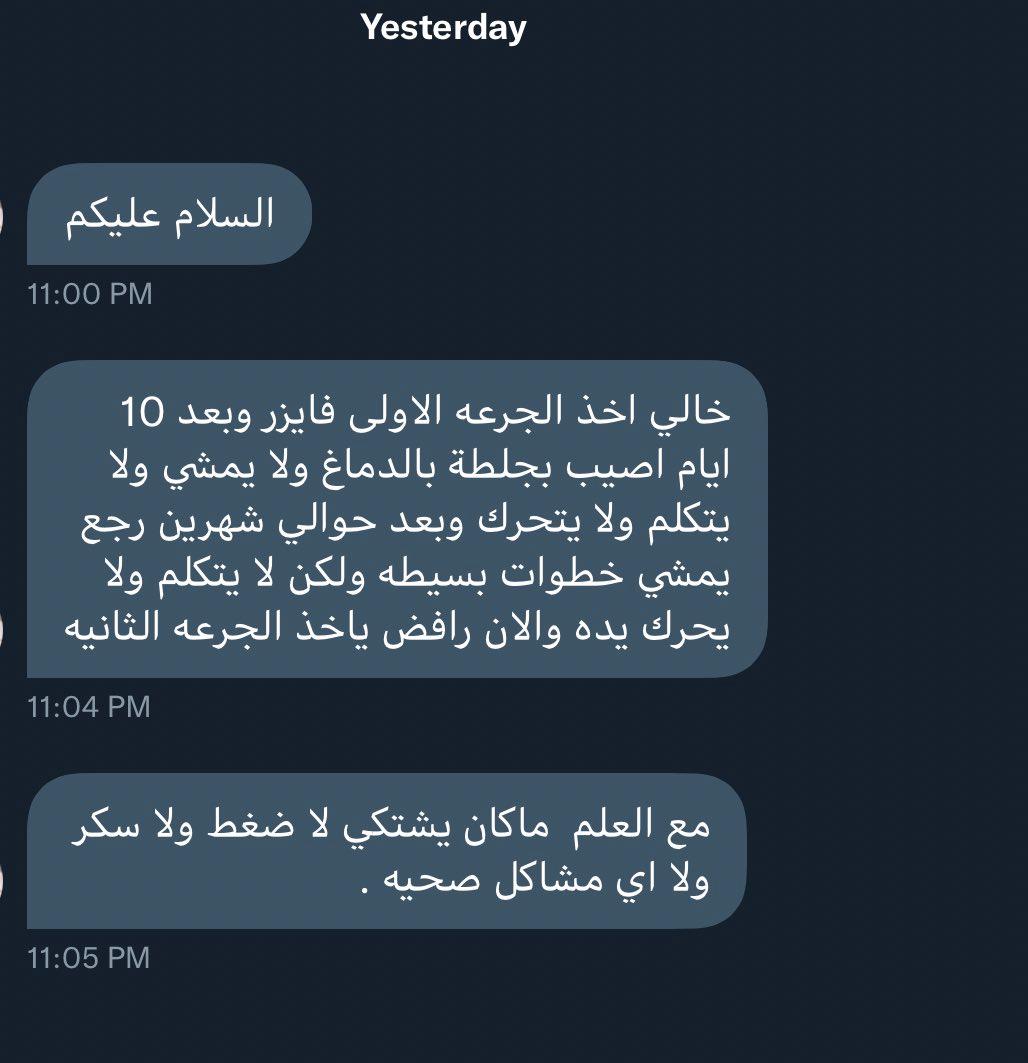 Yesterday
السلام عليكم
11:00 PM
خالي اخذ الجرعه الاولى فايزر وبعد 10
ايام اصيب بجلطة بالدماغ ولا يمشي ولا
يتكلم ولا يتحرك وبعد حوالي شهرين رجع
يمشي خطوات بسيطه ولكن لا يتكلم ولا
يحرك يده والان رافض ياخذ الجرعه الثانيه
11:04 PM
مع العلم  ماكان يشتكي لا ضغط ولا سكر
ولا اي مشاكل صحيه .
11:05 PM